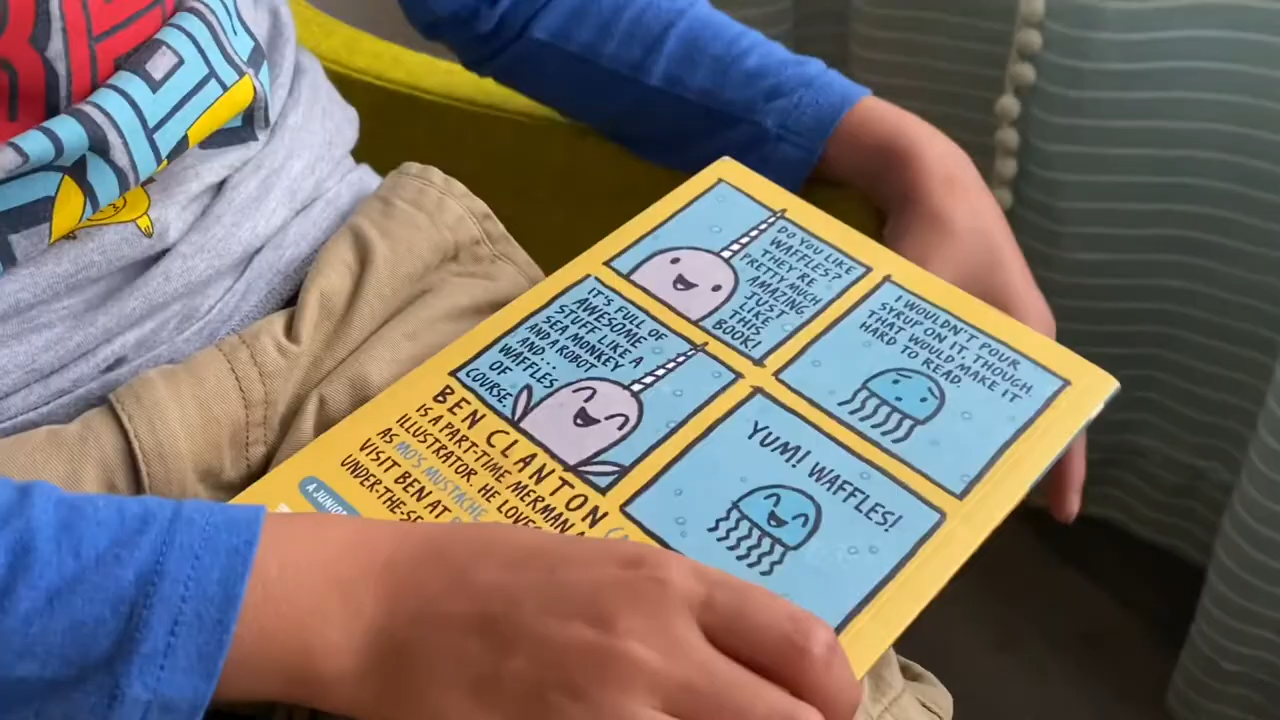 DO YOU LIKE
WAFFLES?
THEY'RE
PRETTY MUCH
AMAZING.
JUST
LIKE
THIS
BOOK!
I WOULDN'T POUR
SYRUP ON IT, THOUGH.
THAT WOULD MAKE IT
HARD TO READ.
IT'S FULL OF
AWESOME
STUFF LIKE A
SEA MONKEY
AND A ROBOT
AND...
WAFFLES
OF
COURSE.
YUM! WAFFLES!
BEN CLANTON
IS A PART-TIME MERMAN
ILLUSTRATOR. HE LOVES
AS MO'S MUSTACHE
VISIT BEN AT
UNDER-THE-SE
A JUNIOR